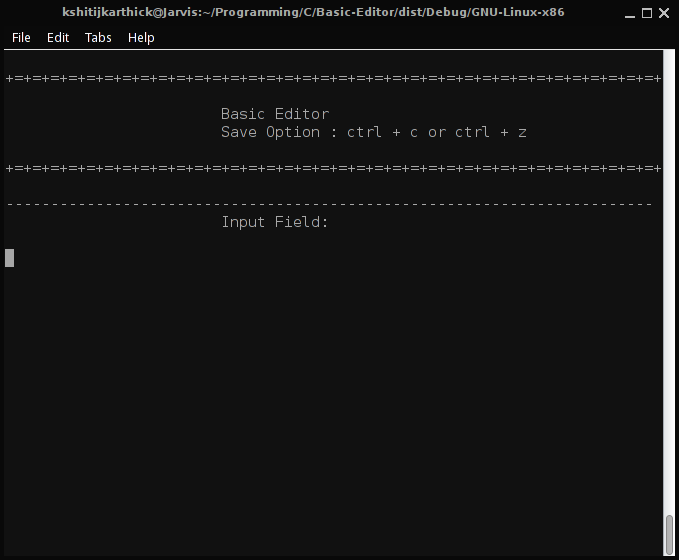 kshitijkarthick@Jarvis:~/Programming/C/Basic-Editor/dist/Debug/GNU-Linux-x86
File Edit Tabs Help
+=+=+=+=+=+=+=+=+=+=+=+=+=+=+=+=+=+=+=+=+=+=+=+=+=+=+=+=+=+=+=+=+=+=+=+=+
Basic Editor
Save Option : ctrl + c or ctrl + z
+=+=+=+=+=+=+=+=+=+=+=+=+=+=+=+=+=+=+=+=+=+=+=+=+=+=+=+=+=+=+=+=+=+=+=+=+
------------------------------------------------------------------------
Input Field: